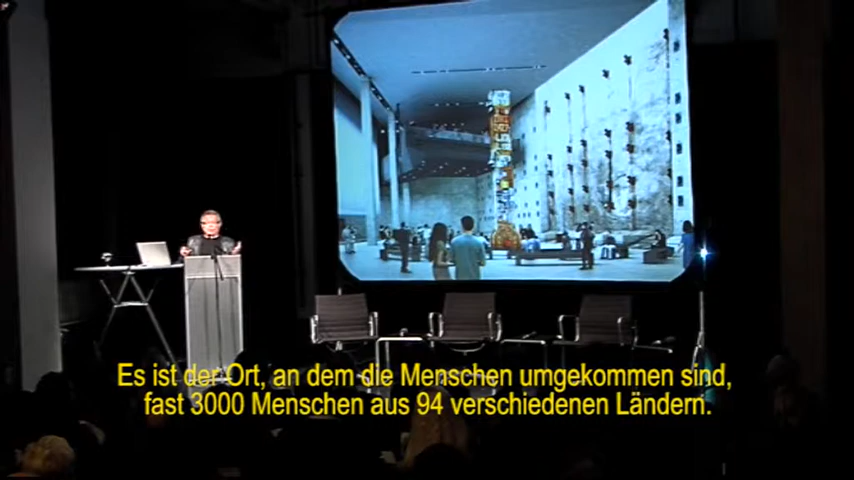 Es ist der Ort, an dem die Menschen umgekommen sind,
fast 3000 Menschen aus 94 verschiedenen Ländern.